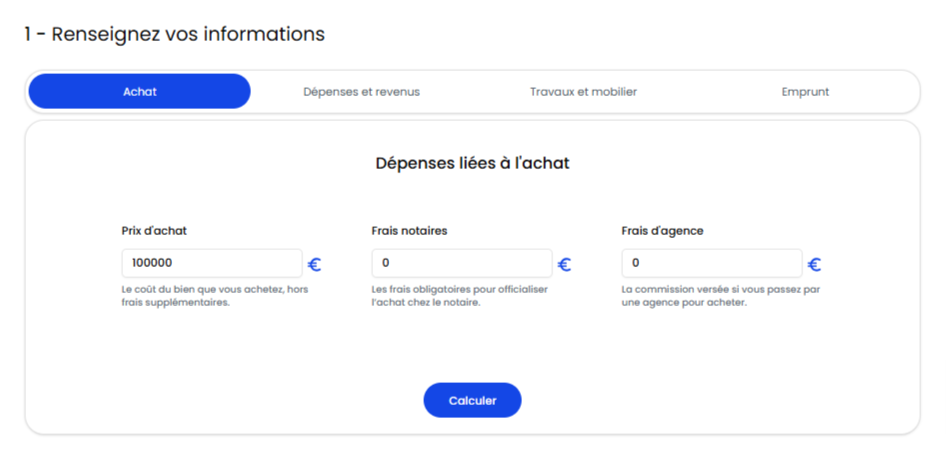 1 - Renseignez vos informations
Achat
Dépenses et revenus
Travaux et mobilier
Emprunt
Dépenses liées à l'achat
Prix d'achat
100000 €
Le coût du bien que vous achetez, hors
frais supplémentaires.
Frais notaires
0 €
Les frais obligatoires pour officialiser
l'achat chez le notaire.
Frais d'agence
0 €
La commission versée si vous passez par
une agence pour acheter.
Calculer